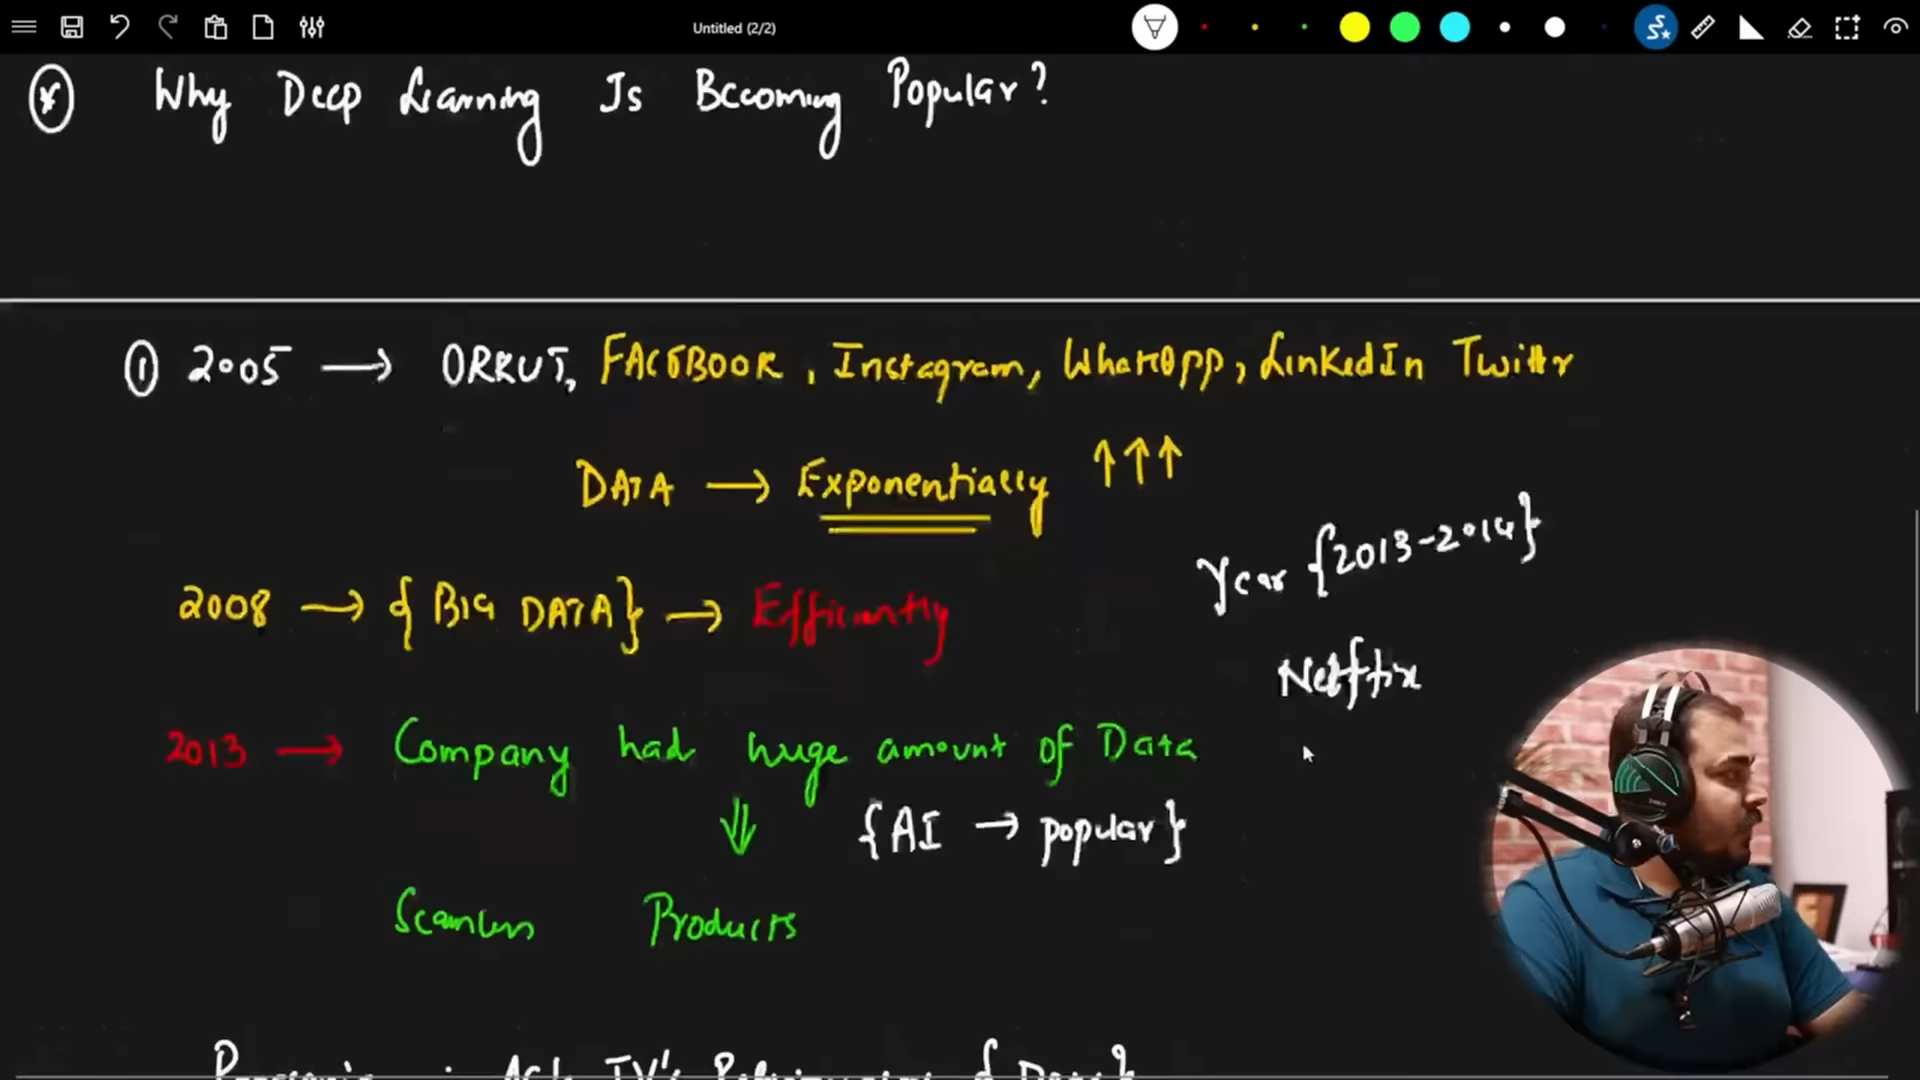 Untitled (2/2)
Why Deep Learning Is Becoming Popular?
① 2005 → ORKUT, FACEBOOK, Instagram, WhatsApp, LinkedIn Twitter
DATA → Exponentially ↑↑↑
Year {2013-2014}
2008 → {BIG DATA} → Efficiently
Netflix
2013 → Company had huge amount of Data
{AI → popular}
Products